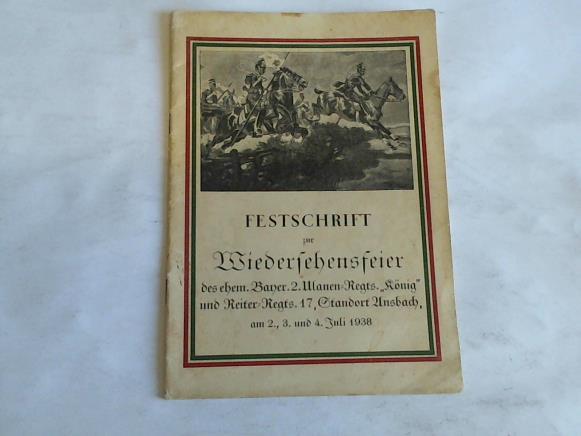 FESTSCHRIFT
zur
Wiedersehensfeier
des ehem. Bayer. 2. Ulanen-Regts. „König"
und Reiter-Regts. 17, Standort Ansbach,
am 2., 3. und 4. Juli 1938